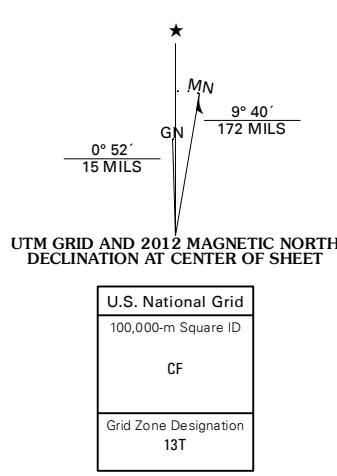 ★
MN
GN
9° 40´
172 MILS
0° 52´
15 MILS
UTM GRID AND 2012 MAGNETIC NORTH
DECLINATION AT CENTER OF SHEET
U.S. National Grid
100,000-m Square ID
CF
Grid Zone Designation
13T